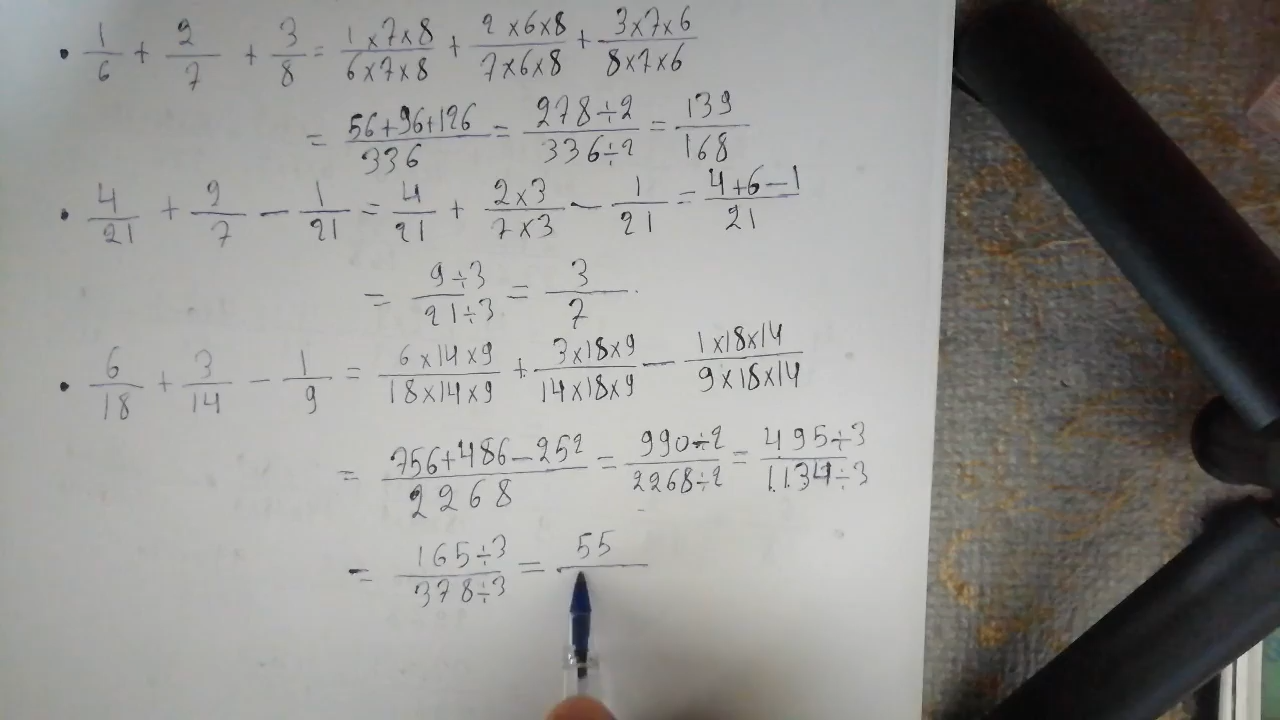 • 1/6 + 2/7 + 3/8 = 1×7×8/6×7×8 + 2×6×8/7×6×8 + 3×7×6/8×7×6
= 56+96+126/336 = 278÷2/336÷2 = 139/168
• 4/21 + 2/7 − 1/21 = 4/21 + 2×3/7×3 − 1/21 = 4+6−1/21
= 9÷3/21÷3 = 3/7.
• 6/18 + 3/14 − 1/9 = 6×14×9/18×14×9 + 3×18×9/14×18×9 − 1×18×14/9×18×14
= 756+486−252/2268 = 990÷2/2268÷2 = 495÷3/1134÷3
= 165÷3/378÷3 = 55/